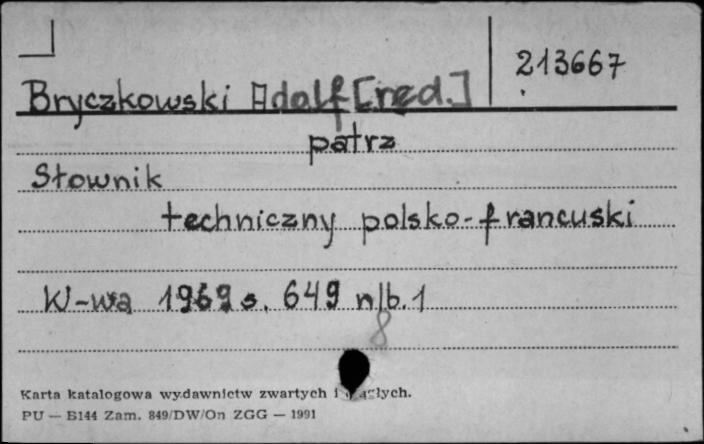 213667
Bryczkowski Adolf [red.]
patrz
Słownik
techniczny polsko-francuski
W-wa 1969 s. 649 nlb. 1
8
Karta katalogowa wydawnictw zwartych i
PU — B144 Zam. 849/DW/On ZGG — 1991